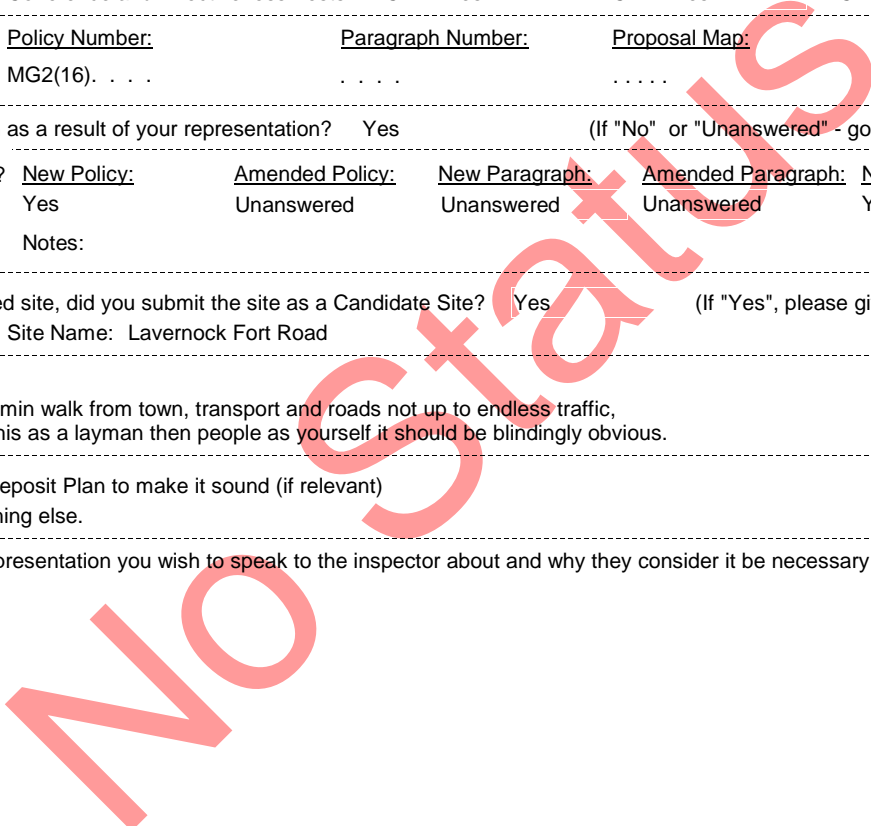 Policy Number: Paragraph Number: Proposal Map:
MG2(16). . . . . . . . . . . . .
as a result of your representation? Yes (If "No" or "Unanswered" - go
? New Policy: Amended Policy: New Paragraph: Amended Paragraph: N
Yes Unanswered Unanswered Unanswered Y
Notes:
ed site, did you submit the site as a Candidate Site? Yes (If "Yes", please gi
Site Name: Lavernock Fort Road
min walk from town, transport and roads not up to endless traffic,
his as a layman then people as yourself it should be blindingly obvious.
eposit Plan to make it sound (if relevant)
ning else.
presentation you wish to speak to the inspector about and why they consider it be necessary
No Status